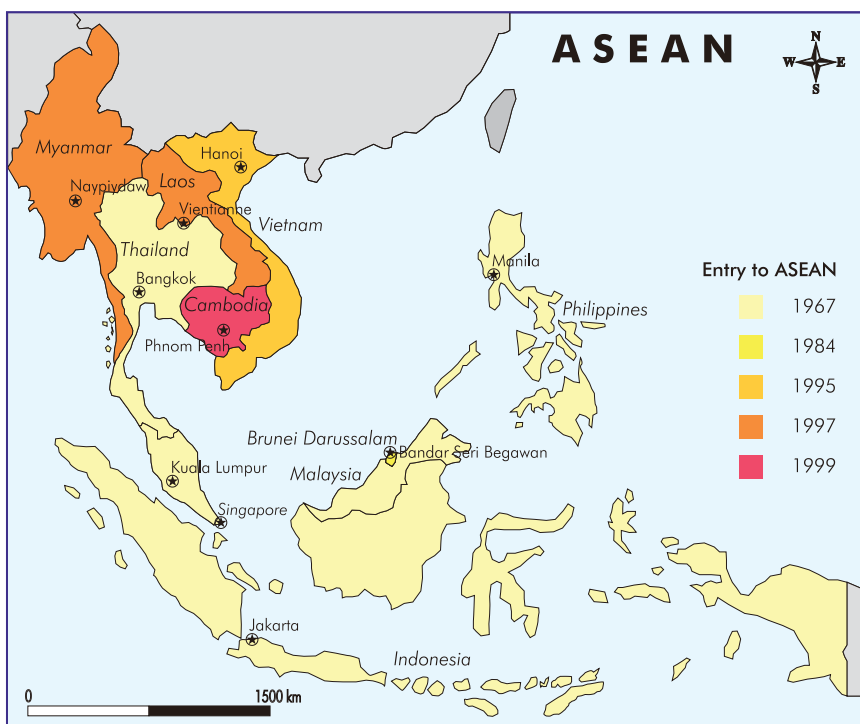 ASEAN
N
W E
S
Myanmar
Hanoi
Naypiydaw
Laos
Vientianne
Vietnam
Thailand
Bangkok
Manila
Cambodia
Phnom Penh
Philippines
Entry to ASEAN
1967
1984
1995
1997
1999
Brunei Darussalam
Bandar Seri Begawan
Malaysia
Kuala Lumpur
Singapore
Jakarta
Indonesia
0 1500 km